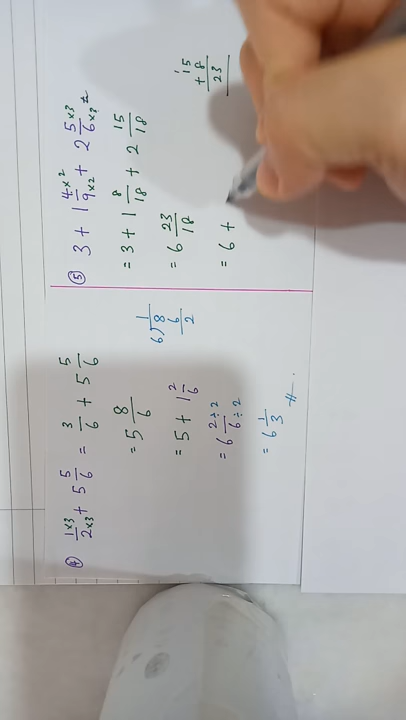 ④ 1×3/2×3 + 5 5/6 = 3/6 + 5 5/6
= 5 8/6
= 5 + 1 2/6
= 6 2÷2/6÷2
= 6 1/3 #
1
6)8
6
2
⑤ 3 + 1 4×2/9×2 + 2 5×3/6×3
= 3 + 1 8/18 + 2 15/18
= 6 23/18
= 6 +
1
15
+ 8
23